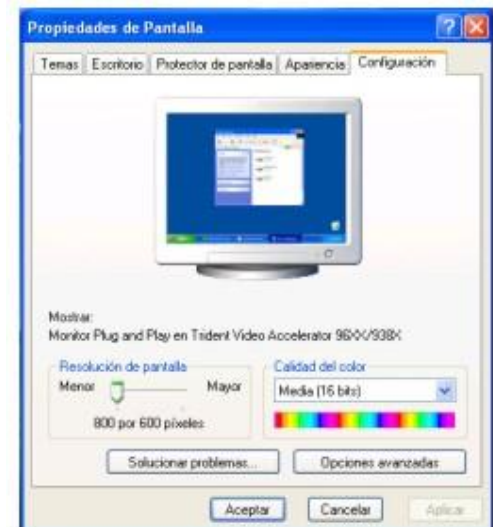 Propiedades de Pantalla
Temas Escritorio Protector de pantalla Apariencia Configuración
Mostrar:
Monitor Plug and Play en Trident Video Accelerator 96XX/938X
Resolución de pantalla
Menor Mayor
800 por 600 píxeles
Calidad del color
Media (16 bits)
Solucionar problemas... Opciones avanzadas
Aceptar Cancelar Aplicar